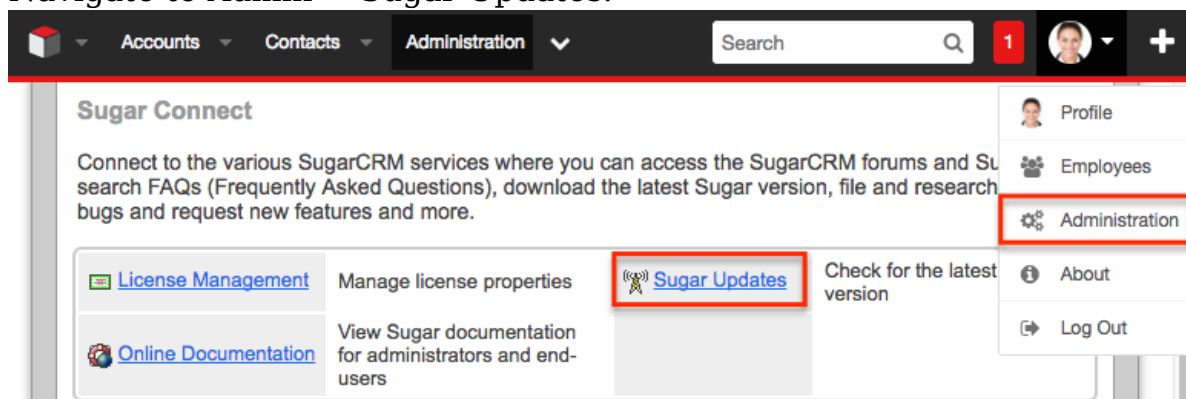 Navigate to Admin > Sugar Updates.
Accounts Contacts Administration Search 1
Sugar Connect
Connect to the various SugarCRM services where you can access the SugarCRM forums and Su
search FAQs (Frequently Asked Questions), download the latest Sugar version, file and research
bugs and request new features and more.
License Management Manage license properties Sugar Updates Check for the latest
version
Online Documentation View Sugar documentation
for administrators and end-
users
Profile
Employees
Administration
About
Log Out